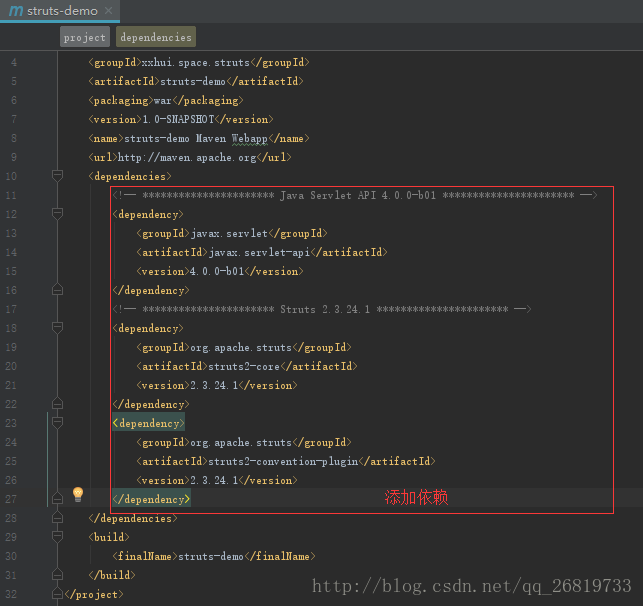 struts-demo
project dependencies
4 <groupId>xxhui.space.struts</groupId>
5 <artifactId>struts-demo</artifactId>
6 <packaging>war</packaging>
7 <version>1.0-SNAPSHOT</version>
8 <name>struts-demo Maven Webapp</name>
9 <url>http://maven.apache.org</url>
10 <dependencies>
11 <!-- ********************** Java Servlet API 4.0.0-b01 ********************** -->
12 <dependency>
13 <groupId>javax.servlet</groupId>
14 <artifactId>javax.servlet-api</artifactId>
15 <version>4.0.0-b01</version>
16 </dependency>
17 <!-- ********************** Struts 2.3.24.1 ********************** -->
18 <dependency>
19 <groupId>org.apache.struts</groupId>
20 <artifactId>struts2-core</artifactId>
21 <version>2.3.24.1</version>
22 </dependency>
23 <dependency>
24 <groupId>org.apache.struts</groupId>
25 <artifactId>struts2-convention-plugin</artifactId>
26 <version>2.3.24.1</version>
27 </dependency> 添加依赖
28 </dependencies>
29 <build>
30 <finalName>struts-demo</finalName>
31 </build>
32 </project>
http://blog.csdn.net/qq_26819733